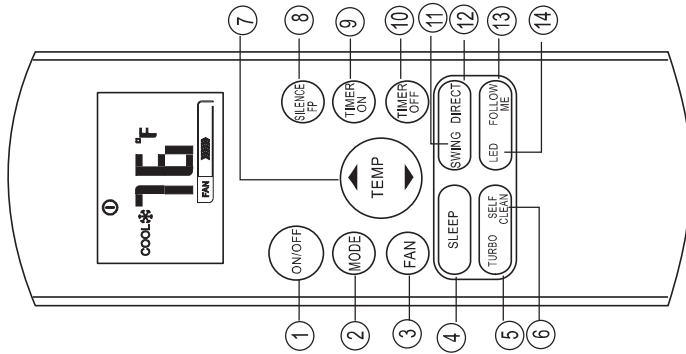 7
8
9
10
11
12
13
14
COOL 76°F
FAN
ON/OFF
MODE
FAN
TEMP
SILENCE
FP
TIMER
ON
TIMER
OFF
SLEEP
SWING DIRECT
TURBO SELF
CLEAN
LED FOLLOW
ME
1
2
3
4
5
6